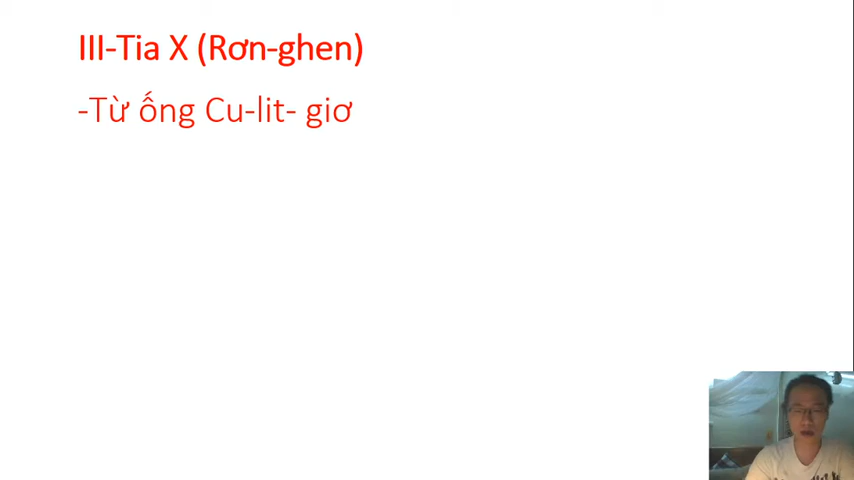 III-Tia X (Rơn-ghen)
-Từ ống Cu-lit- giơ